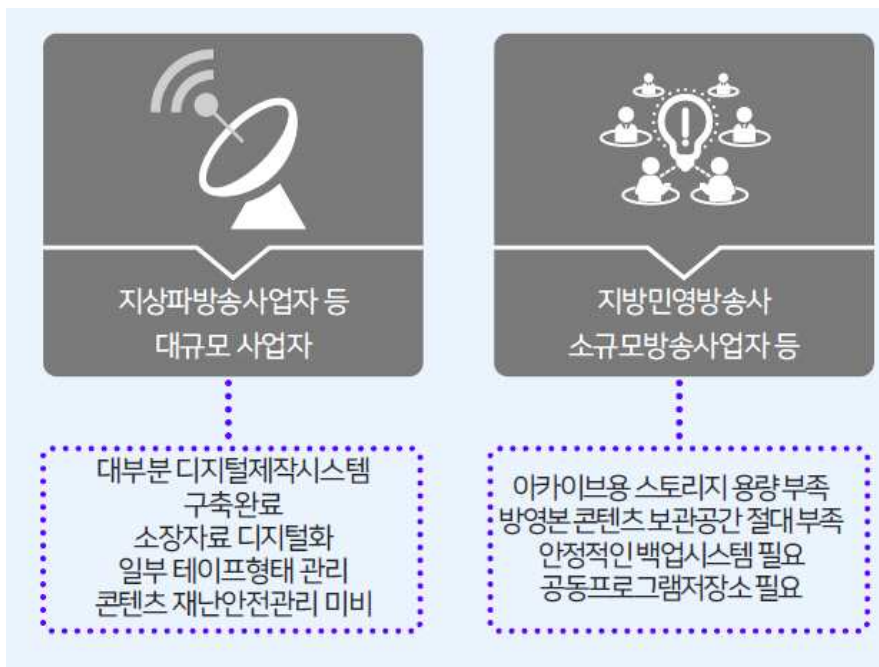 지상파방송사업자 등
대규모 사업자
대부분 디지털제작시스템
구축완료
소장자료 디지털화
일부 테이프형태 관리
콘텐츠 재난안전관리 미비
지방민영방송사
소규모방송사업자 등
아카이브용 스토리지 용량 부족
방영본 콘텐츠 보관공간 절대 부족
안정적인 백업시스템 필요
공동프로그램저장소 필요